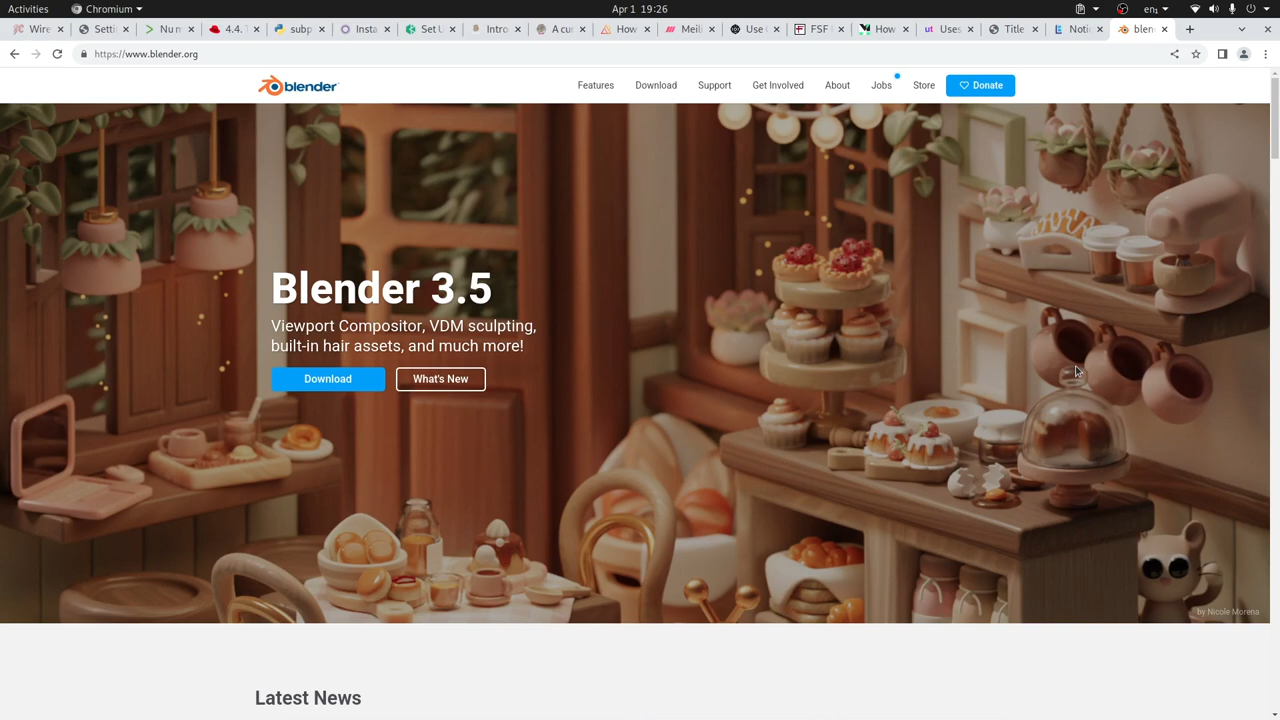 Activities
Chromium
Apr 1 19:26
en
Wire
Setti
Nu n
4.4.
subp
Insta
Set L
Intro
A cur
How
Meili
Use
FSF
How
Uses
Title
Notic
blen
https://www.blender.org
blender
Features
Download
Support
Get Involved
About
Jobs
Store
Donate
Blender 3.5
Viewport Compositor, VDM sculpting,
built-in hair assets, and much more!
Download
What's New
by Nicole Morena
Latest News